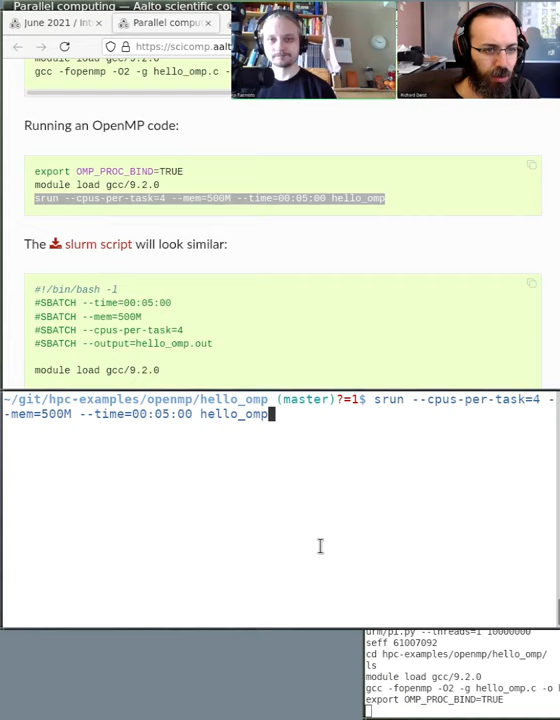 Parallel computing — Aalto scientific co
June 2021 / Int
Parallel compu
https://scicomp.aalt
module load gcc/9.2.0
gcc -fopenmp -O2 -g hello_omp.c -
Richard Darst
Running an OpenMP code:
export OMP_PROC_BIND=TRUE
module load gcc/9.2.0
srun --cpus-per-task=4 --mem=500M --time=00:05:00 hello_omp
The slurm script will look similar:
#!/bin/bash -l
#SBATCH --time=00:05:00
#SBATCH --mem=500M
#SBATCH --cpus-per-task=4
#SBATCH --output=hello_omp.out
module load gcc/9.2.0
~/git/hpc-examples/openmp/hello_omp (master)?=1$ srun --cpus-per-task=4 -
-mem=500M --time=00:05:00 hello_omp
urm/pi.py --threads=1 10000000
seff 61007092
cd hpc-examples/openmp/hello_omp/
ls
module load gcc/9.2.0
gcc -fopenmp -O2 -g hello_omp.c -o h
export OMP_PROC_BIND=TRUE